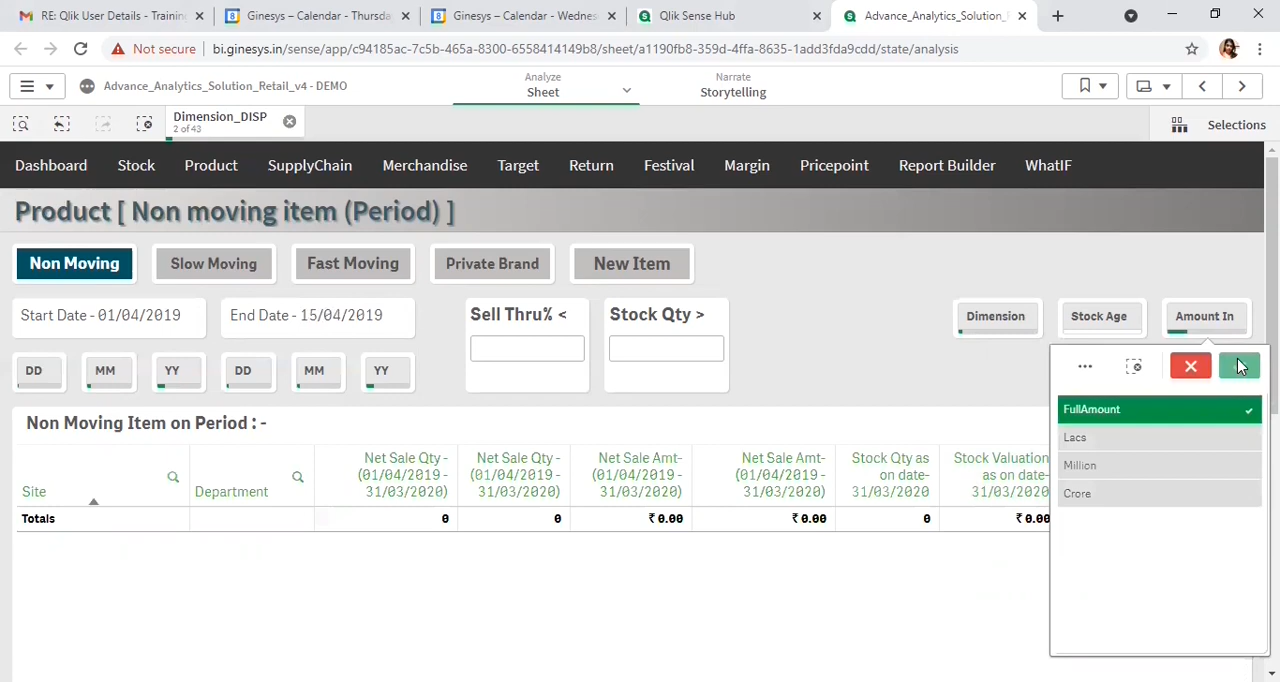 RE: Qlik User Details - Training
Ginesys – Calendar - Thursda
Ginesys – Calendar - Wednes
Qlik Sense Hub
Advance_Analytics_Solution_
Not secure
bi.ginesys.in/sense/app/c94185ac-7c5b-465a-8300-6584141149b8/sheet/a1190fb8-359d-4ffa-8635-1add3fda9cdd/state/analysis
Advance_Analytics_Solution_Retail_v4 - DEMO
Analyze
Sheet
Narrate
Storytelling
Dimension_DISP
2 of 43
Selections
Dashboard Stock Product SupplyChain Merchandise Target Return Festival Margin Pricepoint Report Builder WhatIF
Product [ Non moving item (Period) ]
Non Moving Slow Moving Fast Moving Private Brand New Item
Start Date - 01/04/2019 End Date - 15/04/2019 Sell Thru% < Stock Qty > Dimension Stock Age Amount In
DD MM YY DD MM YY
FullAmount
Lacs
Million
Crore
Non Moving Item on Period : -
Site
Department
Net Sale Qty -
(01/04/2019 -
31/03/2020)
Net Sale Qty -
(01/04/2019 -
31/03/2020)
Net Sale Amt-
(01/04/2019 -
31/03/2020)
Net Sale Amt-
(01/04/2019 -
31/03/2020)
Stock Qty as
on date-
31/03/2020
Stock Valuation
as on date-
31/03/2020
Totals 0 0 ₹ 0.00 ₹ 0.00 0 ₹ 0.00